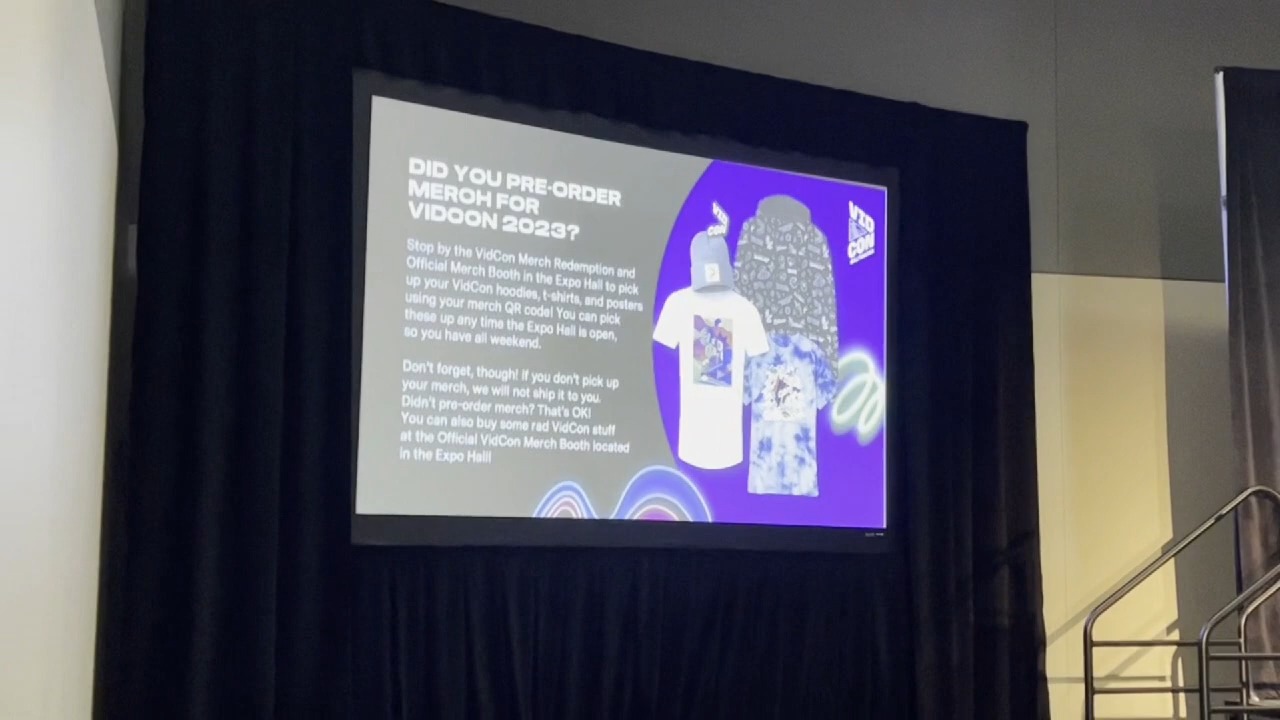 DID YOU PRE-ORDER
MERCH FOR
VIDCON 2023?
Stop by the VidCon Merch Redemption and
Official Merch Booth in the Expo Hall to pick
up your VidCon hoodies, t-shirts, and posters
using your merch QR code! You can pick
these up any time the Expo Hall is open,
so you have all weekend.
Don't forget, though! If you don't pick up
your merch, we will not ship it to you.
Didn't pre-order merch? That's OK!
You can also buy some rad VidCon stuff
at the Official VidCon Merch Booth located
in the Expo Hall!
VID
CON
VID
CON